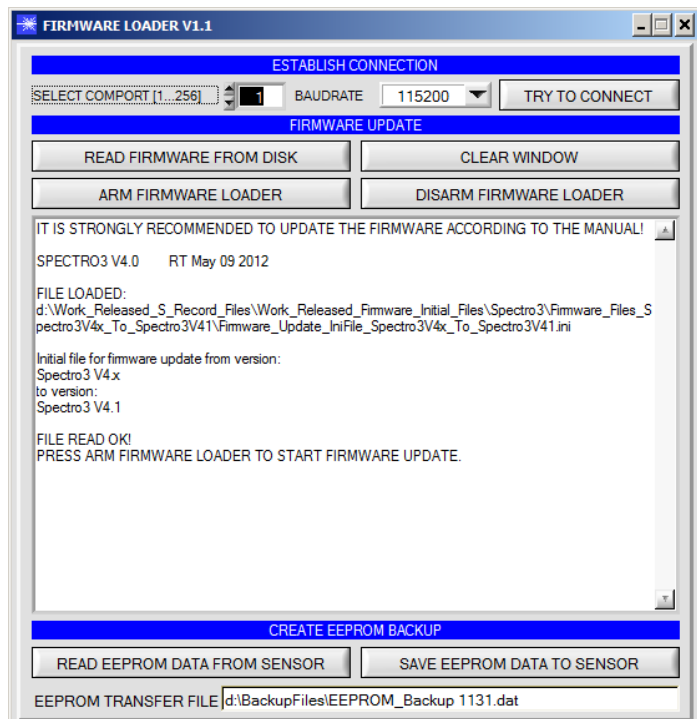 FIRMWARE LOADER V1.1
ESTABLISH CONNECTION
SELECT COMPORT [1...256] 1 BAUDRATE 115200 TRY TO CONNECT
FIRMWARE UPDATE
READ FIRMWARE FROM DISK CLEAR WINDOW
ARM FIRMWARE LOADER DISARM FIRMWARE LOADER
IT IS STRONGLY RECOMMENDED TO UPDATE THE FIRMWARE ACCORDING TO THE MANUAL!
SPECTRO3 V4.0 RT May 09 2012
FILE LOADED:
d:\Work_Released_S_Record_Files\Work_Released_Firmware_Initial_Files\Spectro3\Firmware_Files_S
pectro3V4x_To_Spectro3V41\Firmware_Update_IniFile_Spectro3V4x_To_Spectro3V41.ini
Initial file for firmware update from version:
Spectro3 V4.x
to version:
Spectro3 V4.1
FILE READ OK!
PRESS ARM FIRMWARE LOADER TO START FIRMWARE UPDATE.
CREATE EEPROM BACKUP
READ EEPROM DATA FROM SENSOR SAVE EEPROM DATA TO SENSOR
EEPROM TRANSFER FILE d:\BackupFiles\EEPROM_Backup 1131.dat